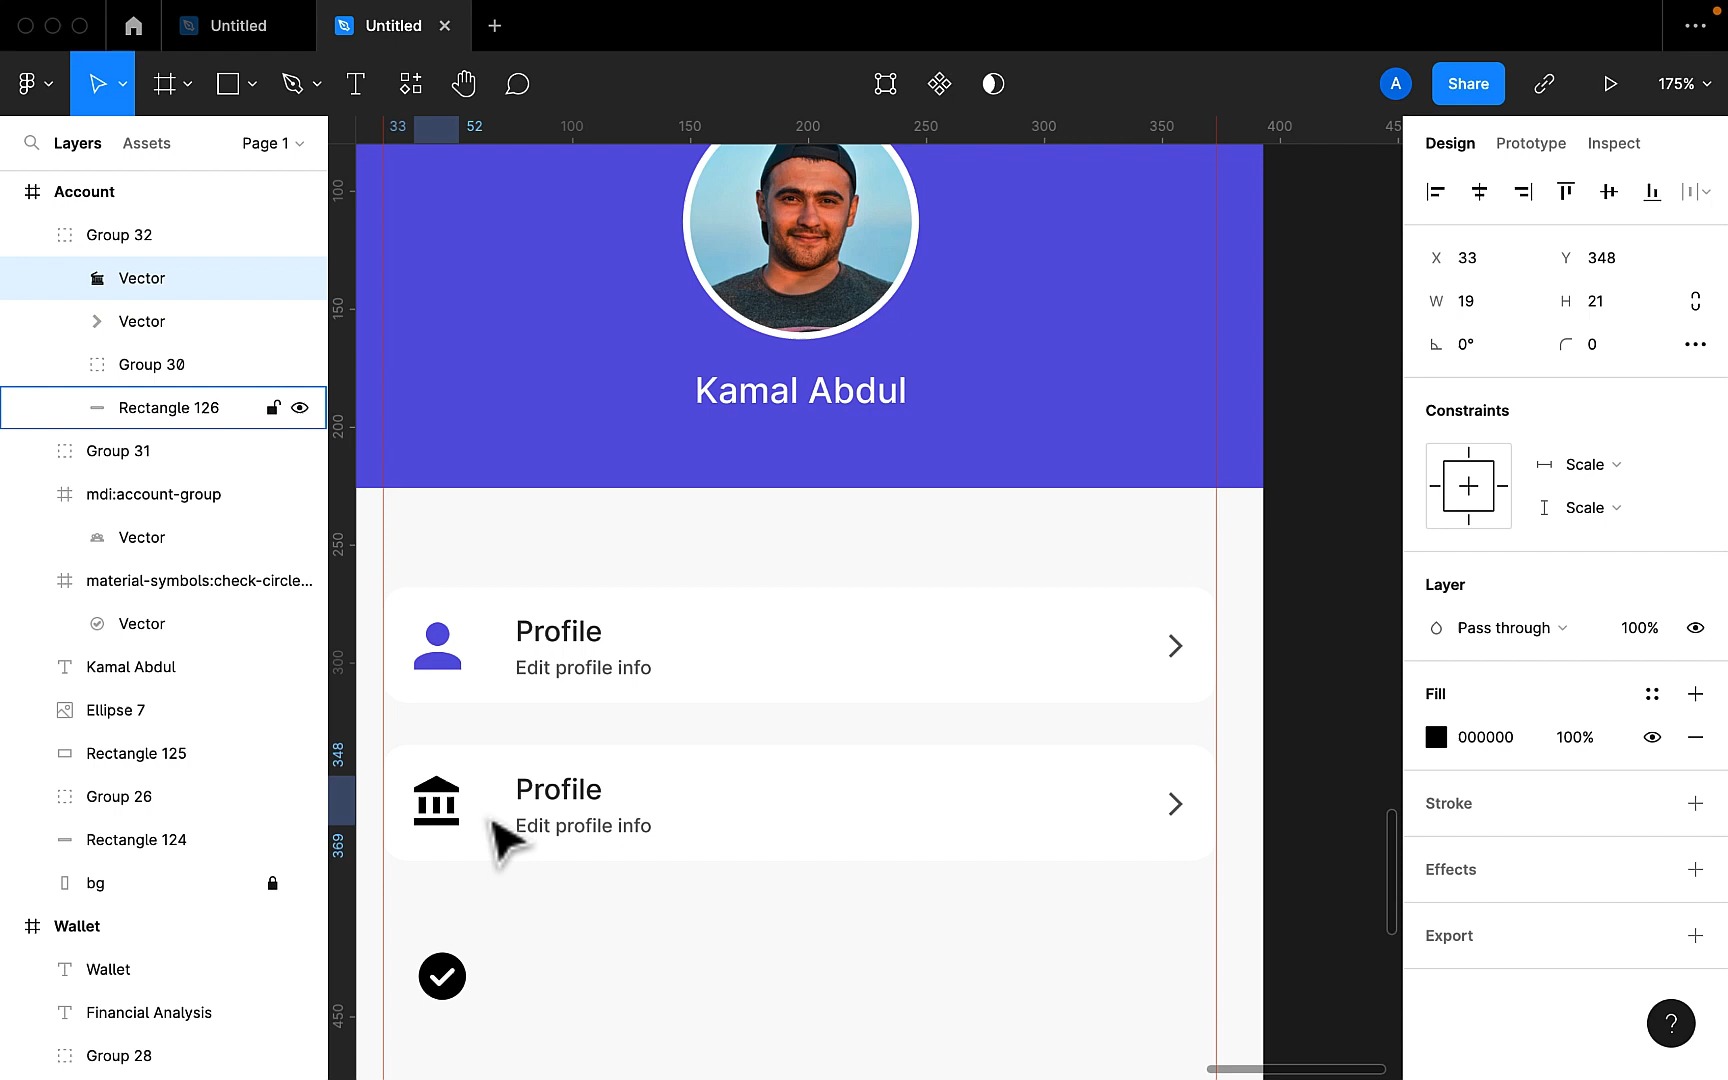 Untitled
Untitled
A
Share
175%
Layers
Assets
Page 1
Account
Group 32
Vector
Vector
Group 30
Rectangle 126
Group 31
mdi:account-group
Vector
material-symbols:check-circle...
Vector
Kamal Abdul
Ellipse 7
Rectangle 125
Group 26
Rectangle 124
bg
Wallet
Wallet
Financial Analysis
Group 28
33
52
100
150
200
250
300
350
400
45
100
150
200
250
300
348
369
450
Kamal Abdul
Profile
Edit profile info
Profile
Edit profile info
Design
Prototype
Inspect
X 33
Y 348
W 19
H 21
0°
0
Constraints
Scale
Scale
Layer
Pass through
100%
Fill
000000
100%
Stroke
Effects
Export
?